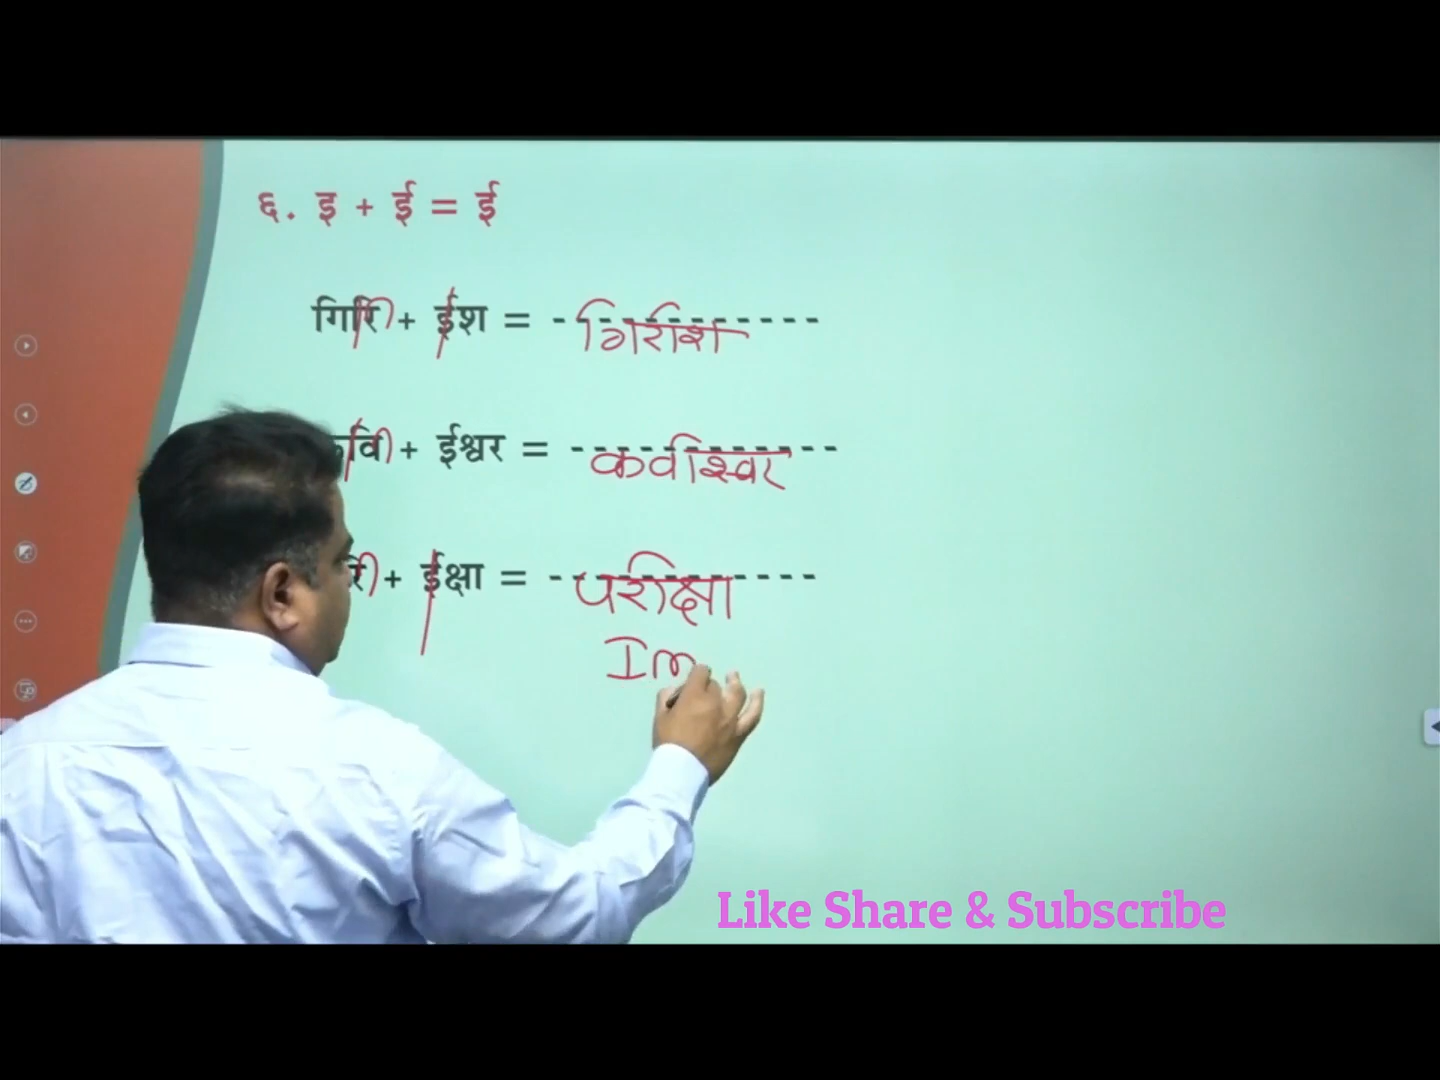 ६. इ + ई = ई
गिरि + ईश = गिरीश
वि + ईश्वर = कवीश्वर
रि + ईक्षा = परीक्षा
Im
Like Share & Subscribe